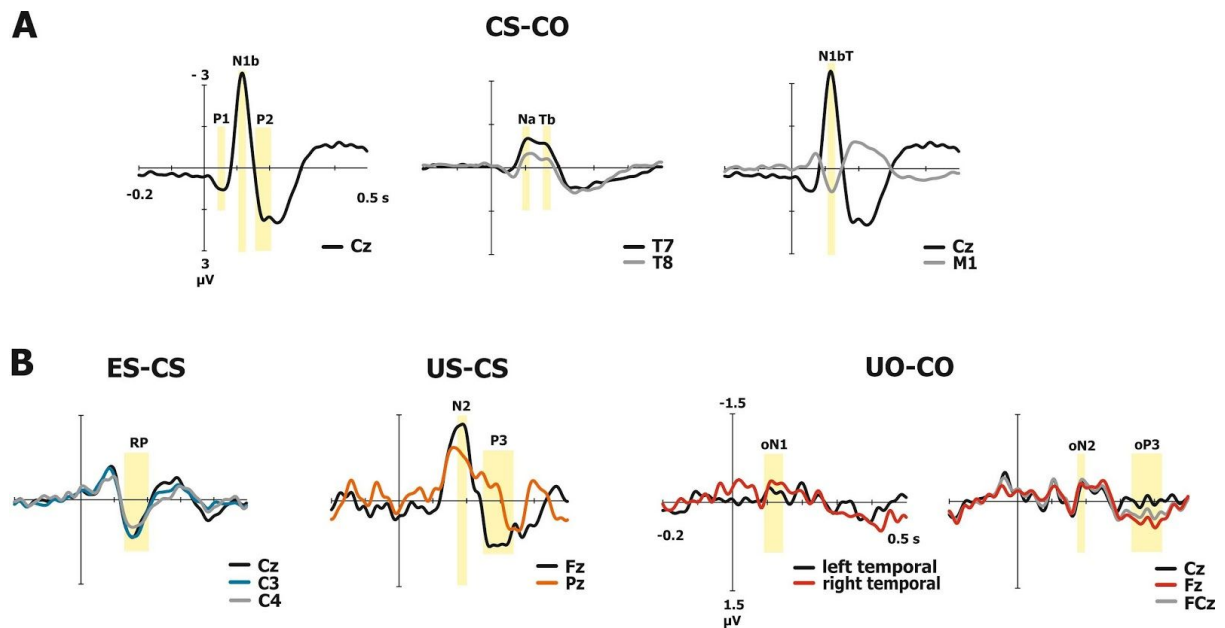 A
CS-CO
- 3
N1b
P1
P2
-0.2
0.5 s
3
µV
Cz
Na
Tb
T7
T8
N1bT
Cz
M1
B
ES-CS
RP
Cz
C3
C4
US-CS
N2
P3
Fz
Pz
UO-CO
-1.5
oN1
-0.2
0.5 s
1.5
µV
left temporal
right temporal
oN2
oP3
Cz
Fz
FCz